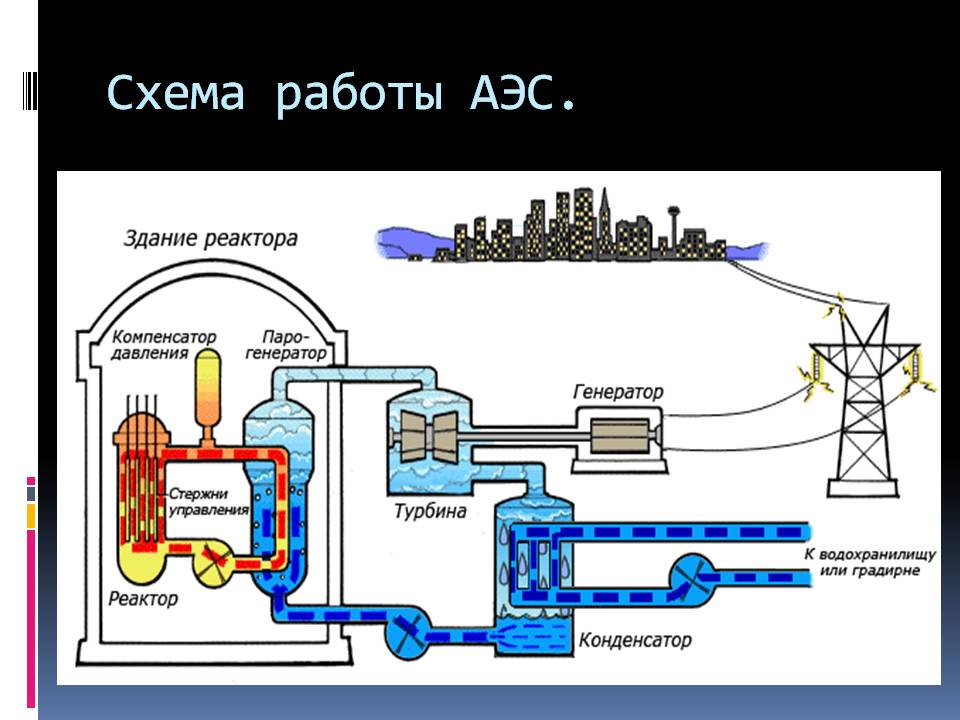 Схема работы АЭС.
Здание реактора
Компенсатор
давления
Паро-
генератор
Генератор
Стержни
управления
Турбина
К водохранилищу
или градирне
Реактор
Конденсатор